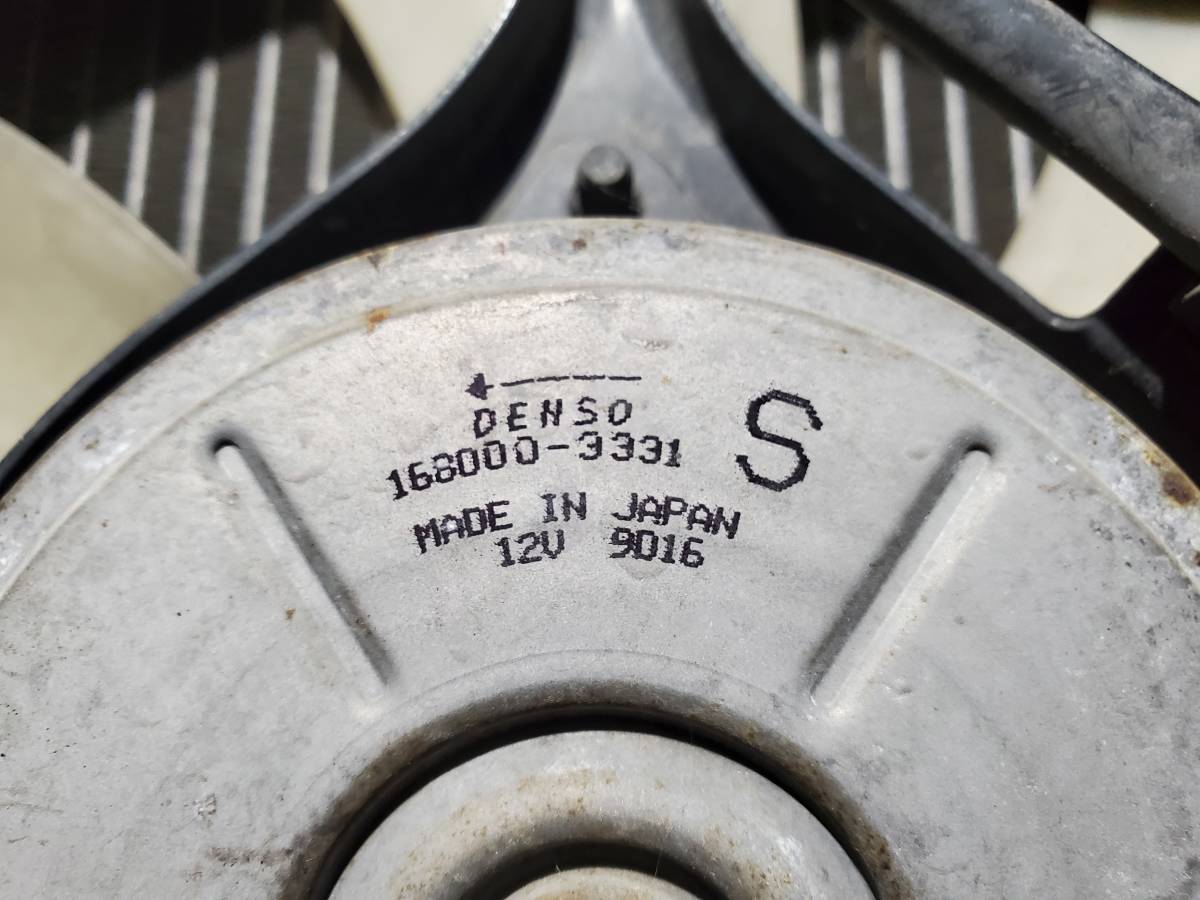 DENSO
168000-3331
S
MADE IN JAPAN
12V 9016